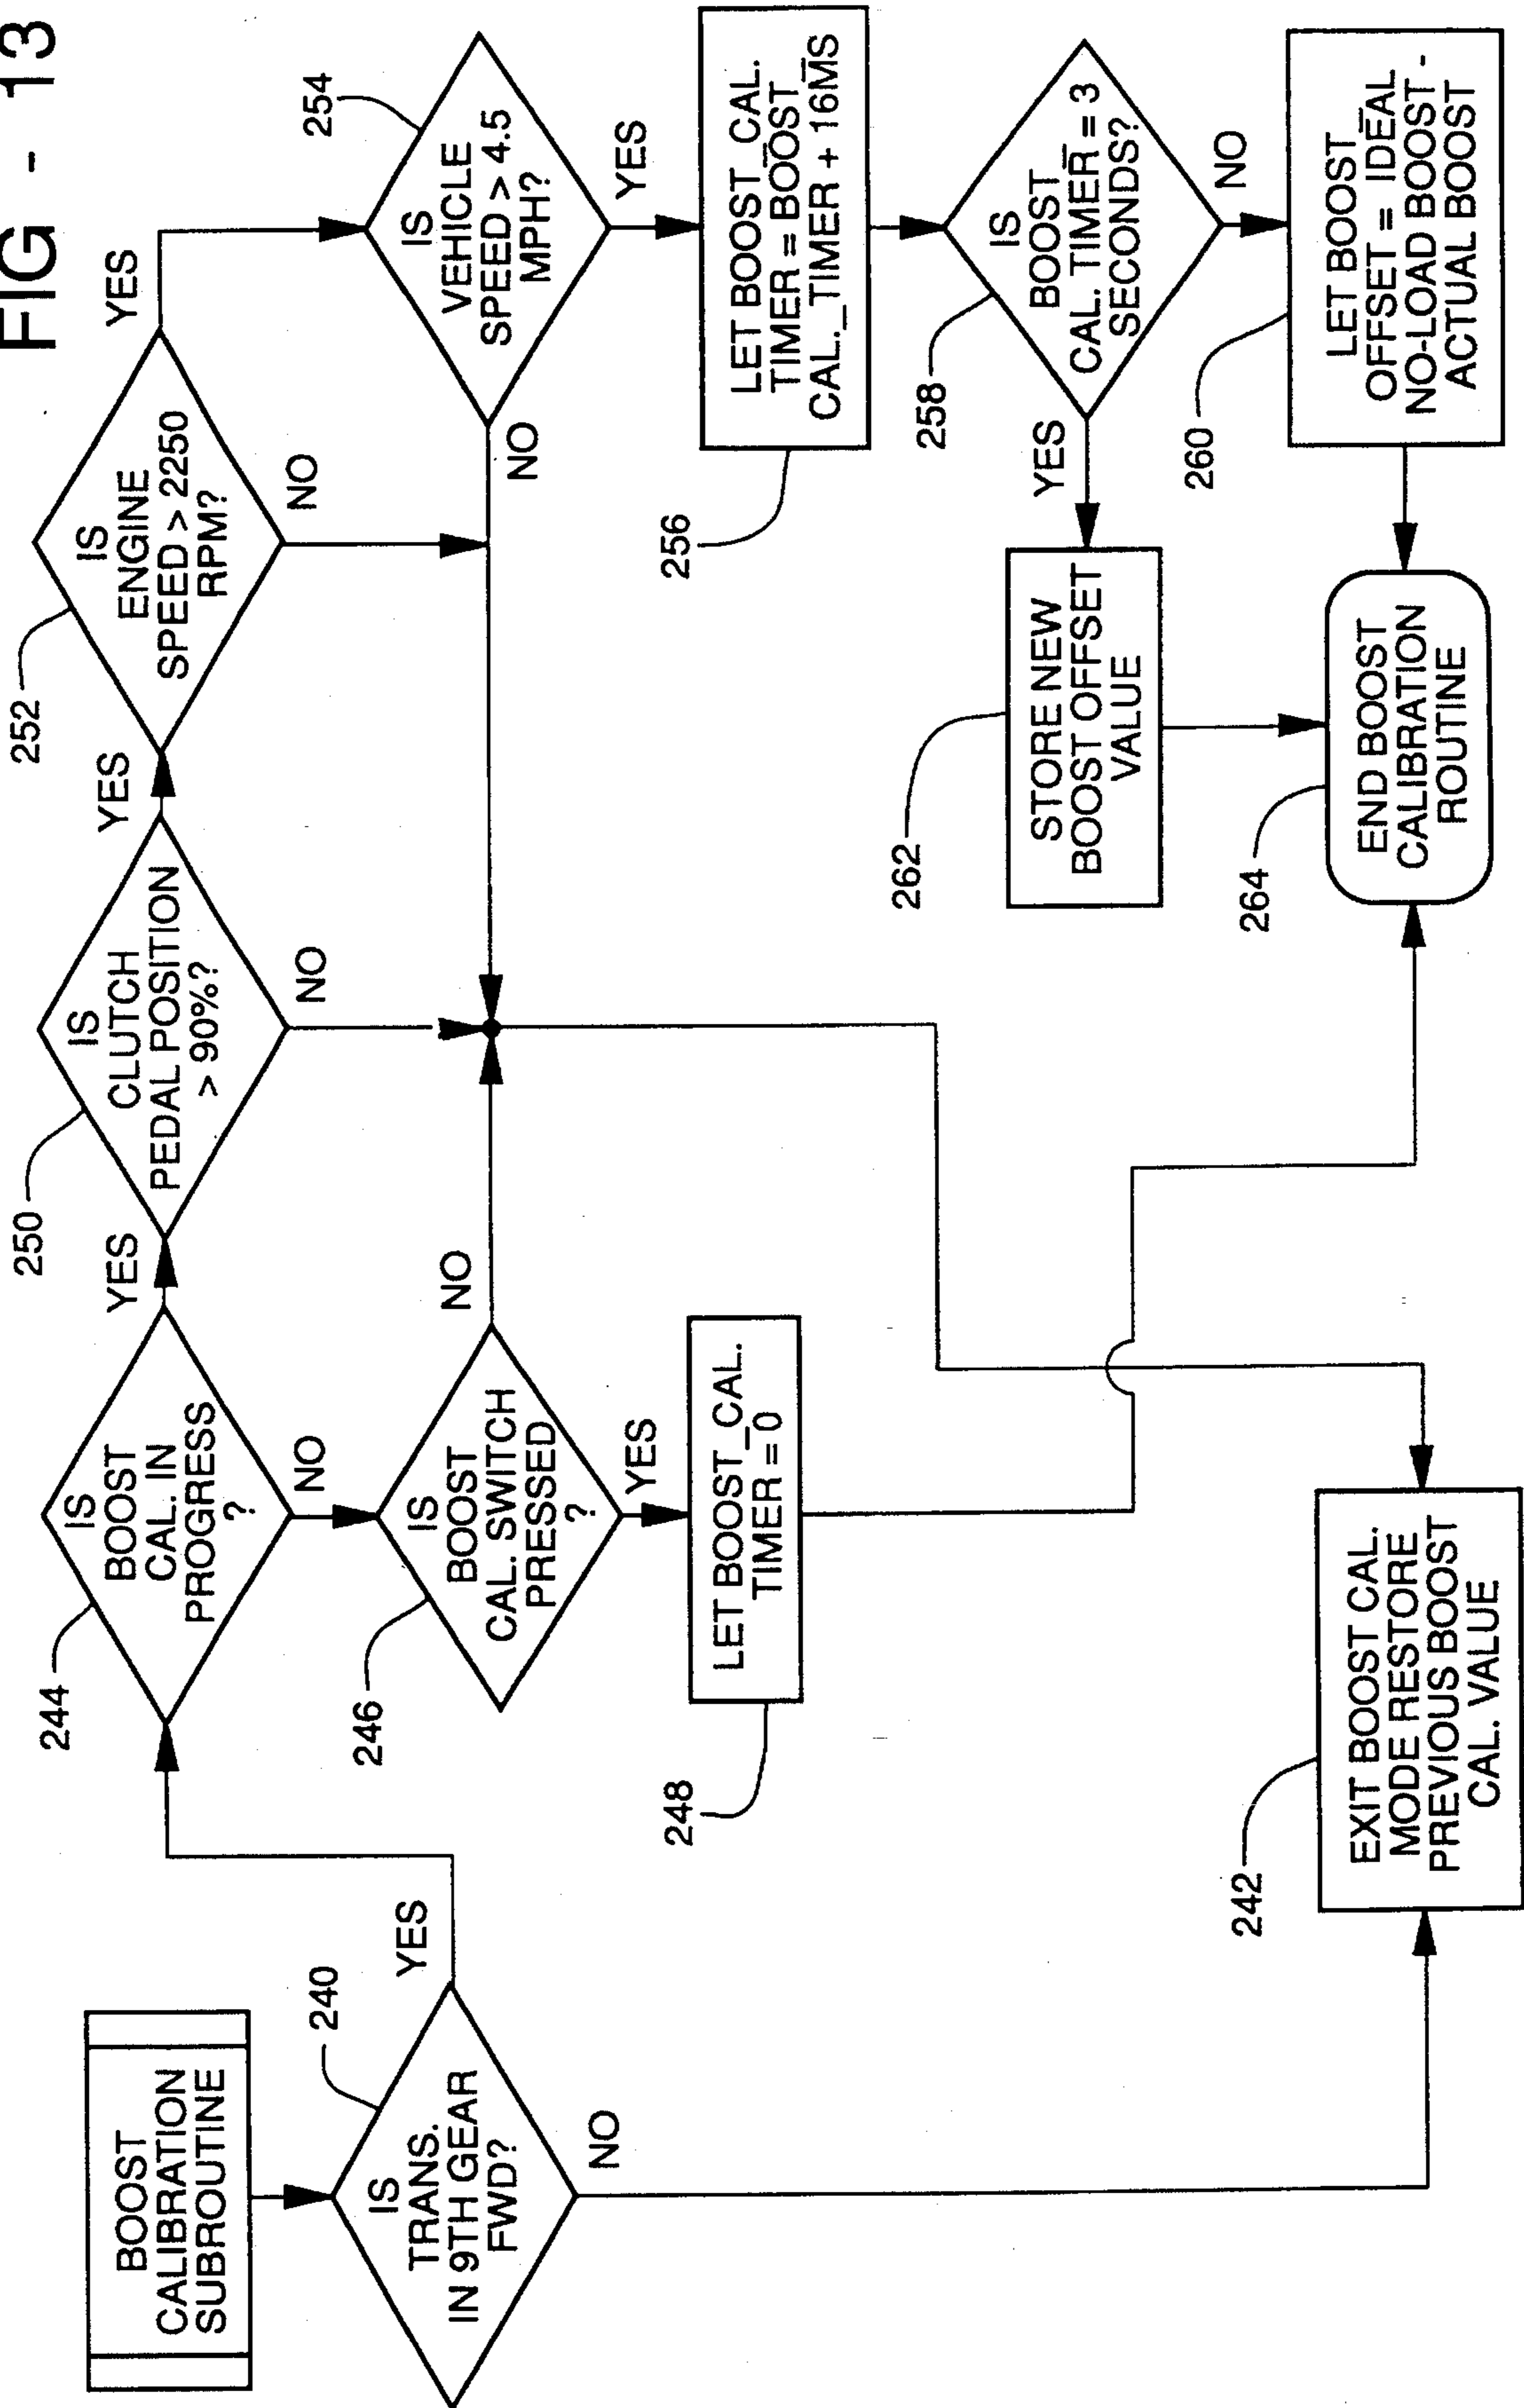 FIG - 13
BOOST
CALIBRATION
SUBROUTINE
240
IS
TRANS.
IN 9TH GEAR
FWD?
YES
NO
244
IS
BOOST
CAL. IN
PROGRESS
?
YES
NO
246
IS
BOOST
CAL. SWITCH
PRESSED
?
NO
YES
248
LET BOOST_CAL.
TIMER = 0
242
EXIT BOOST CAL.
MODE RESTORE
PREVIOUS BOOST
CAL. VALUE
250
IS
CLUTCH
PEDAL POSITION
> 90%?
YES
NO
252
IS
ENGINE
SPEED > 2250
RPM?
YES
NO
254
IS
VEHICLE
SPEED > 4.5
MPH?
NO
YES
256
LET BOOST_CAL.
TIMER = BOOST_
CAL._TIMER + 16MS
258
IS
BOOST_
CAL. TIMER = 3
SECONDS?
YES
NO
262
STORE NEW
BOOST OFFSET
VALUE
260
LET BOOST_
OFFSET = IDEAL
NO-LOAD BOOST -
ACTUAL BOOST
264
END BOOST
CALIBRATION
ROUTINE